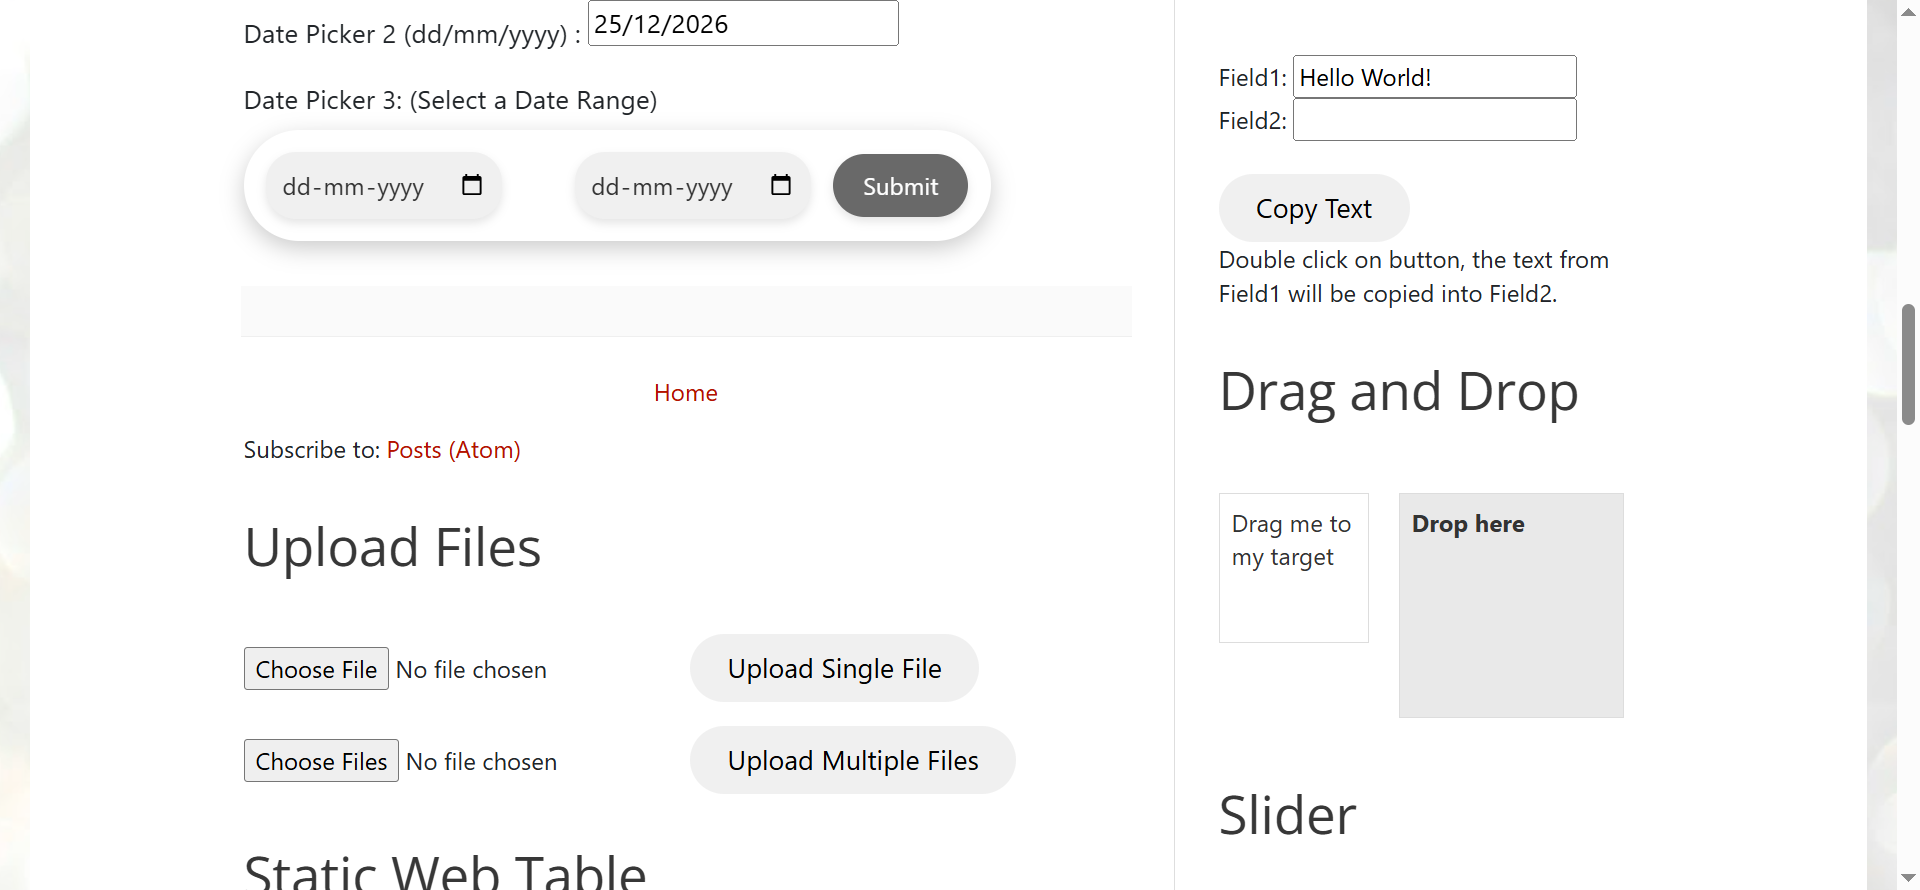 Date Picker 2 (dd/mm/yyyy) : 25/12/2026
Date Picker 3: (Select a Date Range)
dd-mm-yyyy dd-mm-yyyy Submit
Home
Subscribe to: Posts (Atom)
Upload Files
Choose File No file chosen Upload Single File
Choose Files No file chosen Upload Multiple Files
Static Web Table
Field1: Hello World!
Field2:
Copy Text
Double click on button, the text from
Field1 will be copied into Field2.
Drag and Drop
Drag me to
my target
Drop here
Slider